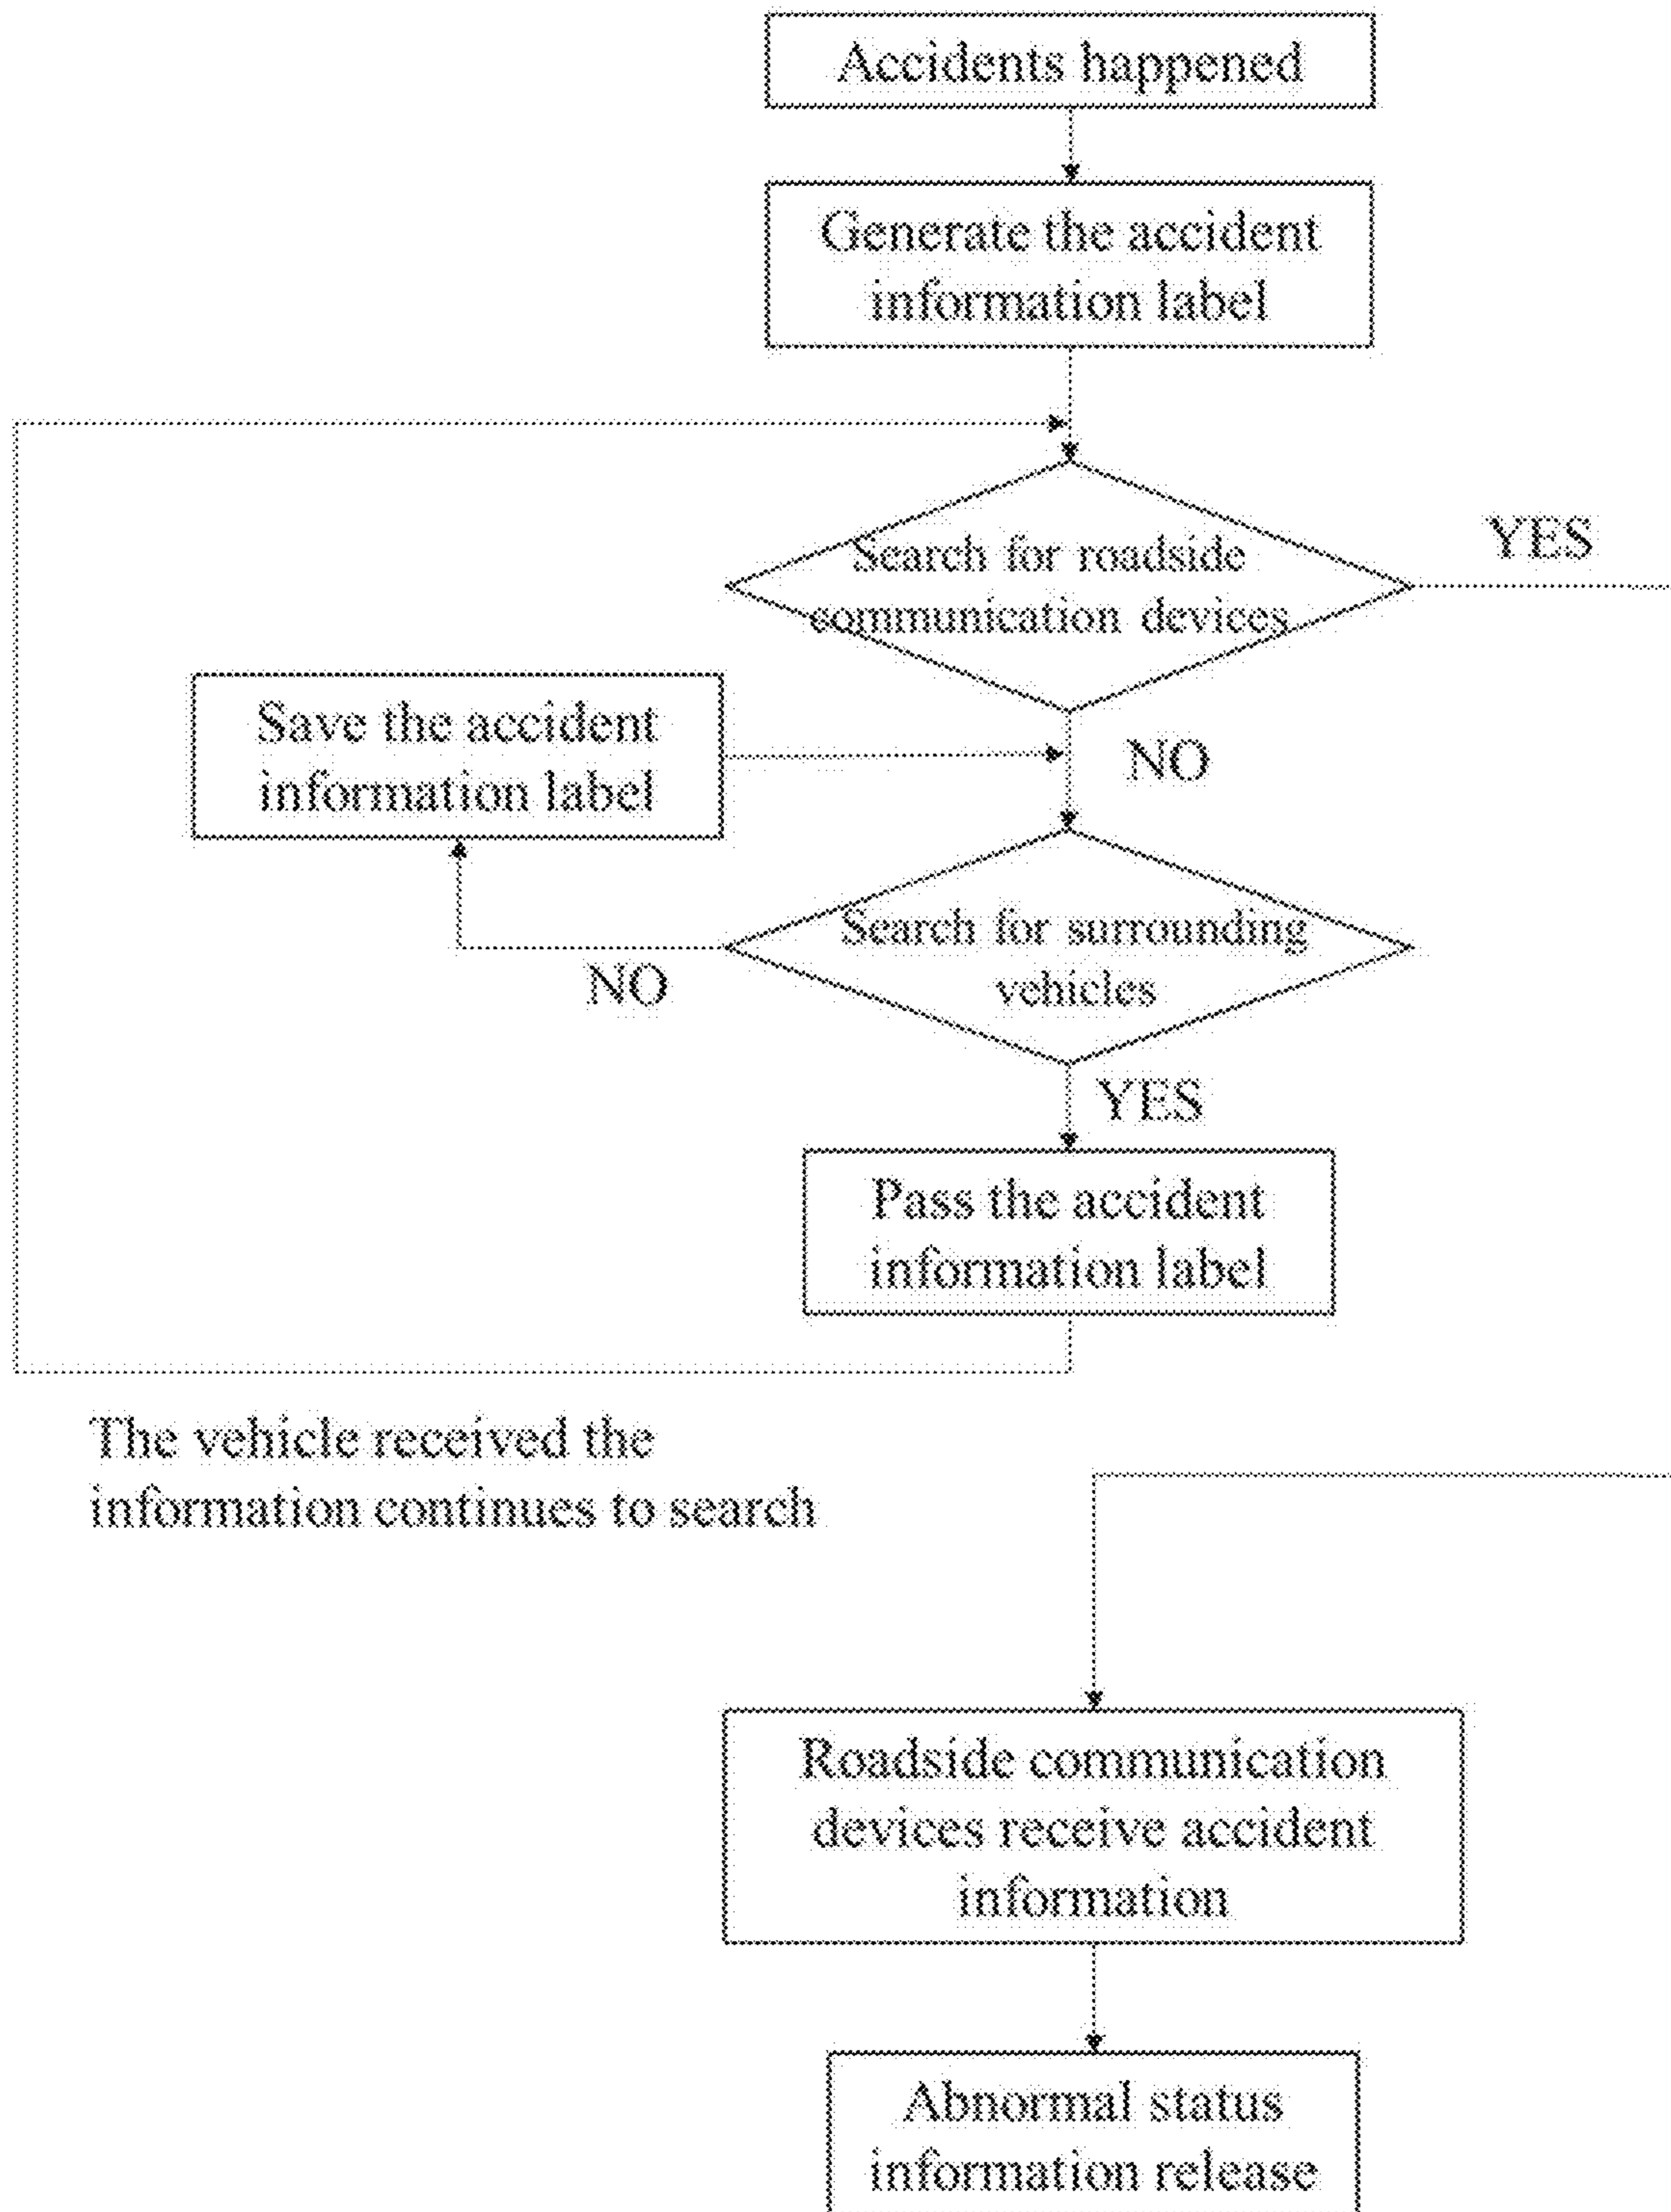 Accidents happened
Generate the accident
information label
YES
Search for roadside
communication devices
Save the accident
information label
NO
Search for surrounding
vehicles
NO
YES
Pass the accident
information label
The vehicle received the
information continues to search
Roadside communication
devices receive accident
information
Abnormal status
information release